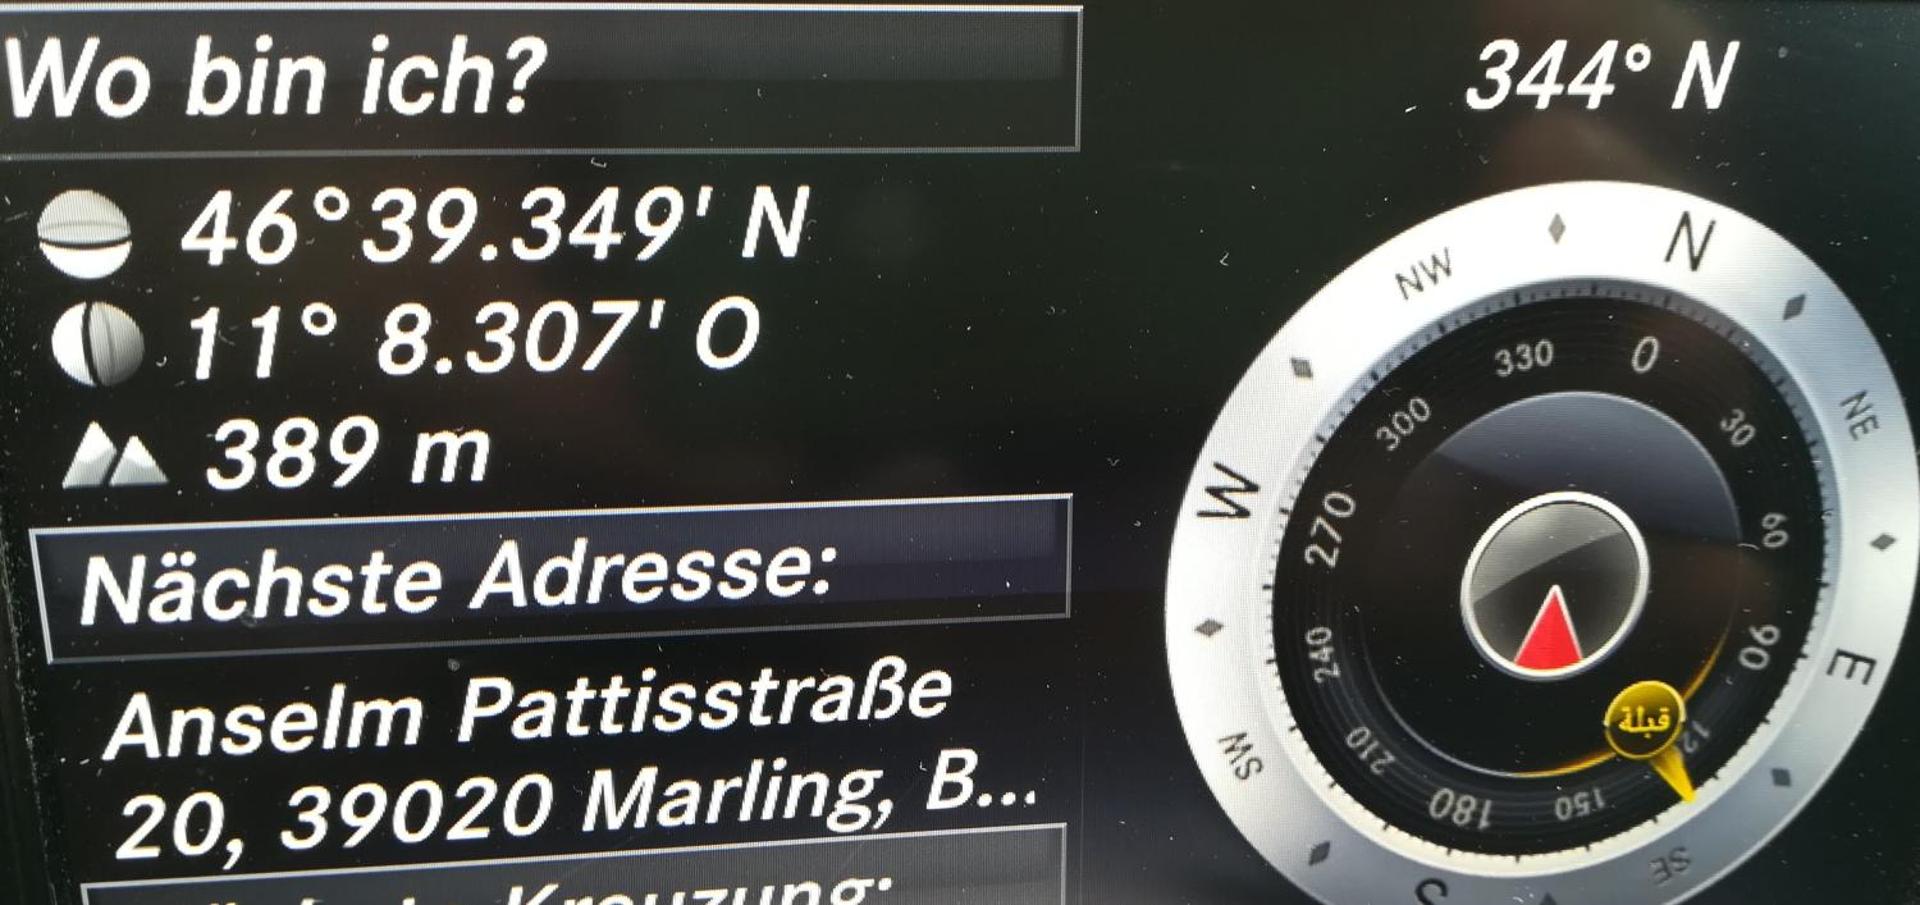 Wo bin ich?
344° N
46°39.349' N
11° 8.307' O
389 m
Nächste Adresse:
Anselm Pattisstraße
20, 39020 Marling, B...
Kreuzung:
N
NE
E
SE
S
SW
W
NW
0
30
60
90
150
180
210
240
270
300
330
قبلة